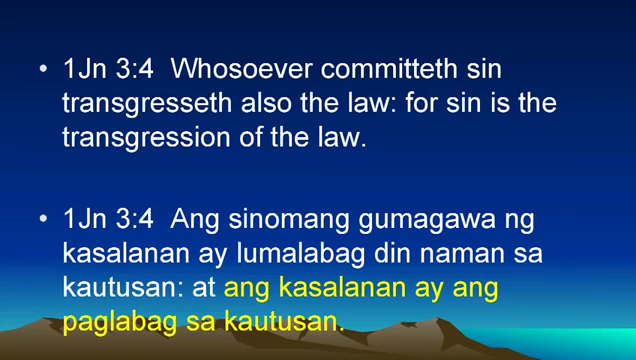 • 1Jn 3:4  Whosoever committeth sin
transgresseth also the law: for sin is the
transgression of the law.
• 1Jn 3:4  Ang sinomang gumagawa ng
kasalanan ay lumalabag din naman sa
kautusan: at ang kasalanan ay ang
paglabag sa kautusan.